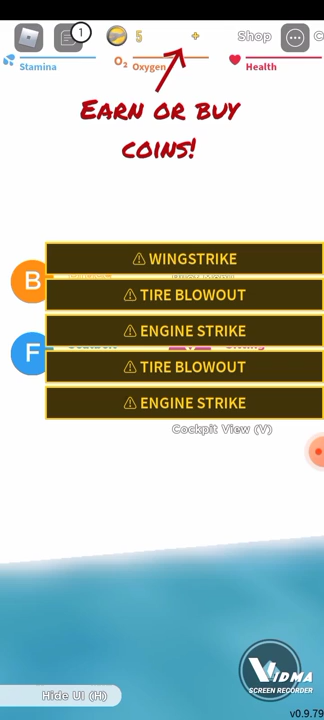 1
5
+
Shop
C
Stamina
O₂ Oxygen
Health
EARN OR BUY
COINS!
B
⚠ WINGSTRIKE
⚠ TIRE BLOWOUT
⚠ ENGINE STRIKE
F
⚠ TIRE BLOWOUT
⚠ ENGINE STRIKE
Cockpit View (V)
Hide UI (H)
VIDMA
SCREEN RECORDER
v0.9.79